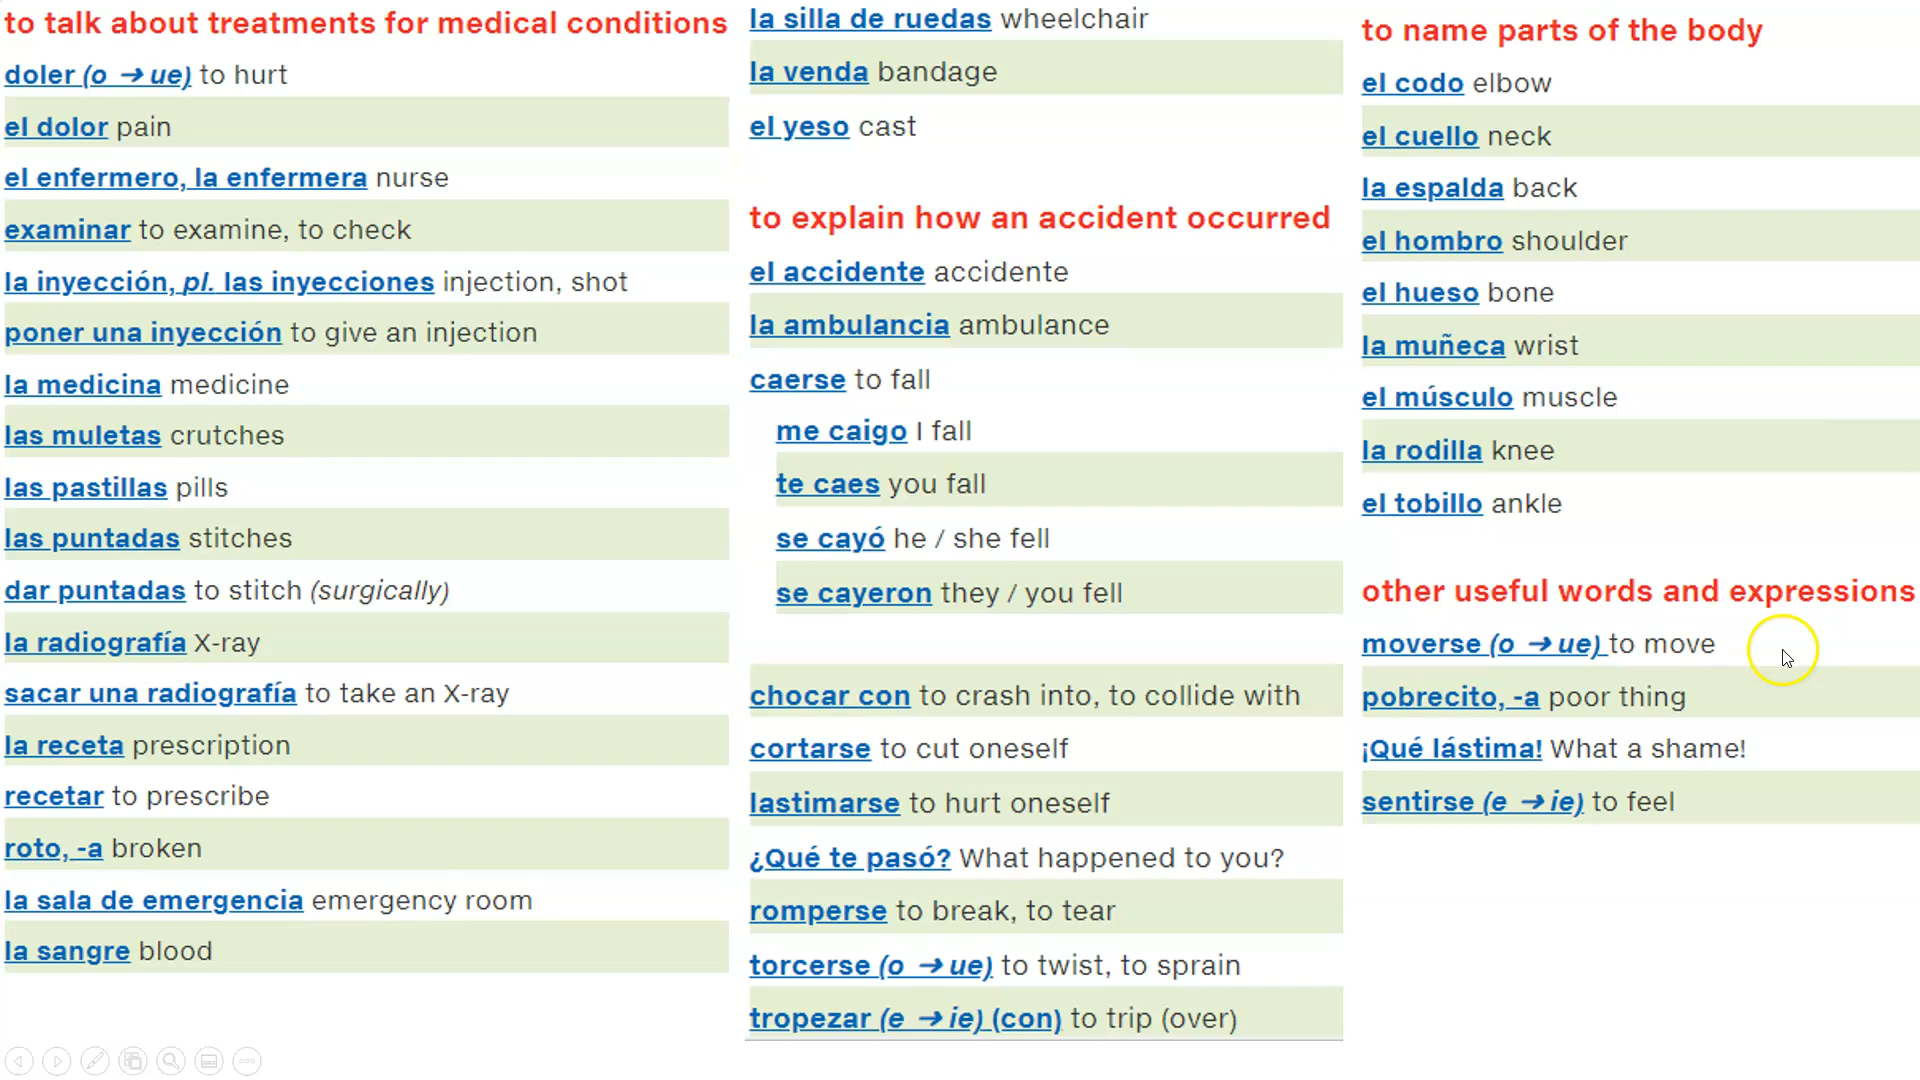 to talk about treatments for medical conditions
doler (o → ue) to hurt
el dolor pain
el enfermero, la enfermera nurse
examinar to examine, to check
la inyección, pl. las inyecciones injection, shot
poner una inyección to give an injection
la medicina medicine
las muletas crutches
las pastillas pills
las puntadas stitches
dar puntadas to stitch (surgically)
la radiografía X-ray
sacar una radiografía to take an X-ray
la receta prescription
recetar to prescribe
roto, -a broken
la sala de emergencia emergency room
la sangre blood
la silla de ruedas wheelchair
la venda bandage
el yeso cast
to explain how an accident occurred
el accidente accidente
la ambulancia ambulance
caerse to fall
me caigo I fall
te caes you fall
se cayó he / she fell
se cayeron they / you fell
chocar con to crash into, to collide with
cortarse to cut oneself
lastimarse to hurt oneself
¿Qué te pasó? What happened to you?
romperse to break, to tear
torcerse (o → ue) to twist, to sprain
tropezar (e → ie) (con) to trip (over)
to name parts of the body
el codo elbow
el cuello neck
la espalda back
el hombro shoulder
el hueso bone
la muñeca wrist
el músculo muscle
la rodilla knee
el tobillo ankle
other useful words and expressions
moverse (o → ue) to move
pobrecito, -a poor thing
¡Qué lástima! What a shame!
sentirse (e → ie) to feel